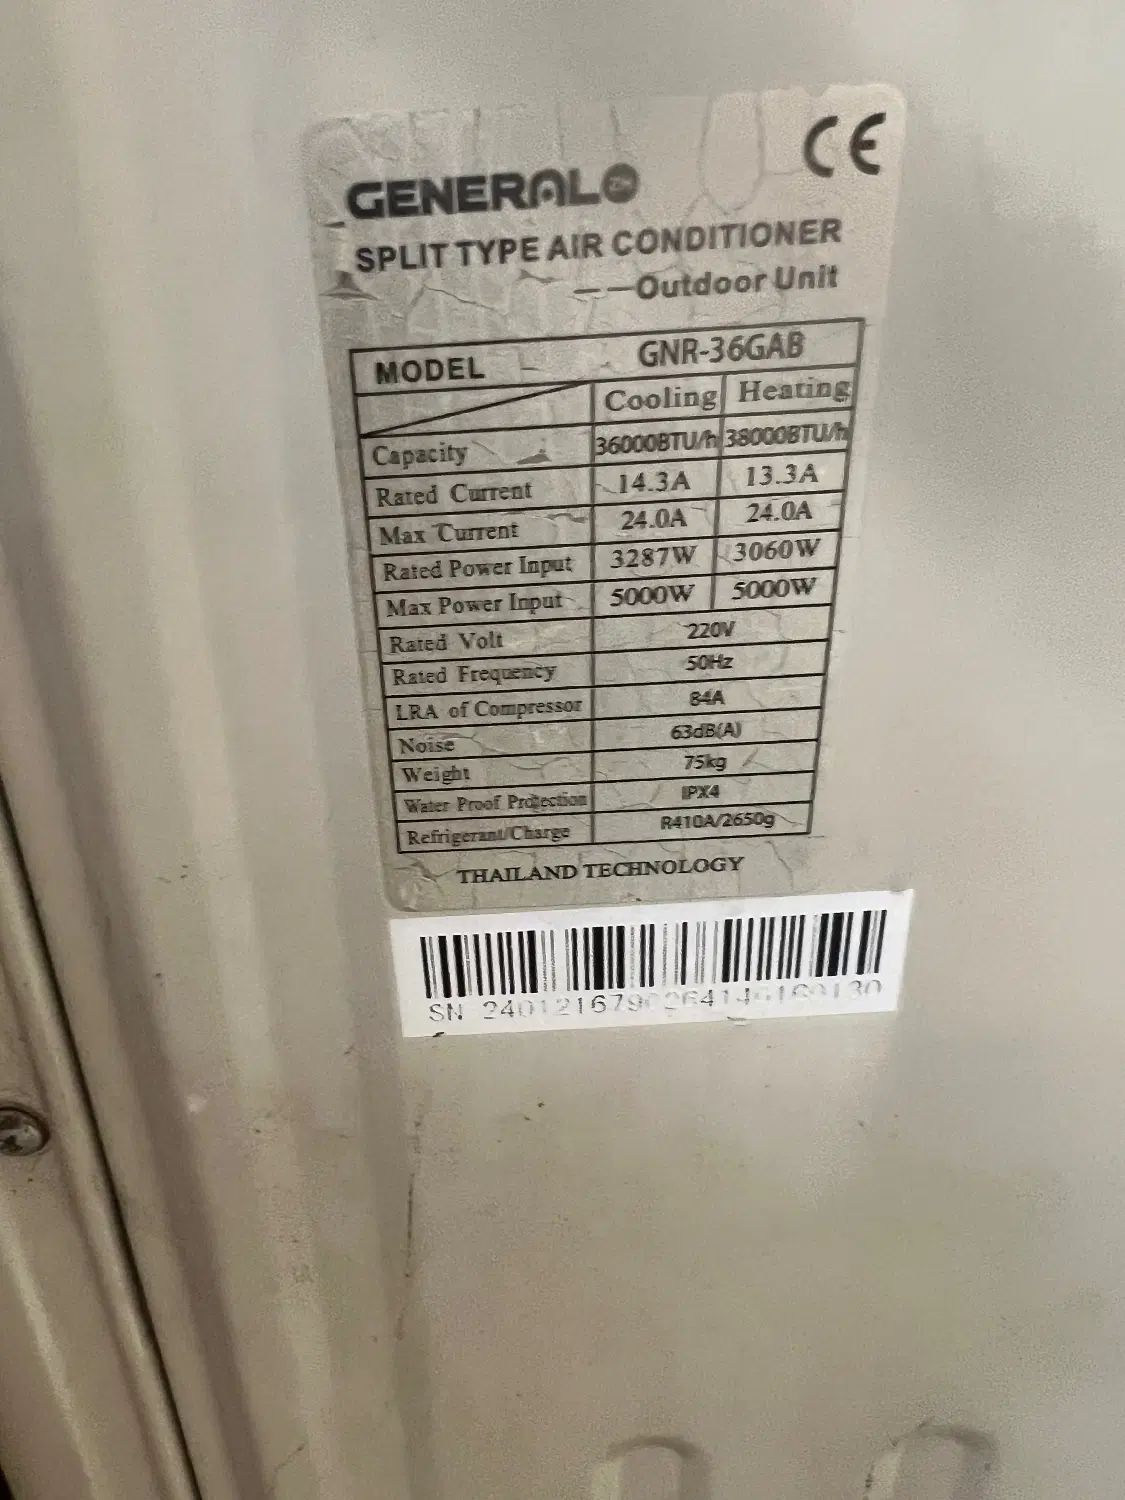 CE
GENERAL
SPLIT TYPE AIR CONDITIONER
——Outdoor Unit
MODEL GNR-36GAB
Cooling Heating
Capacity 36000BTU/h 38000BTU/h
Rated Current 14.3A 13.3A
Max Current 24.0A 24.0A
Rated Power Input 3287W 3060W
Max Power Input 5000W 5000W
Rated Volt 220V
Rated Frequency 50Hz
LRA of Compressor 84A
Noise 63dB(A)
Weight 75kg
Water Proof Protection IPX4
Refrigerant/Charge R410A/2650g
THAILAND TECHNOLOGY
SN